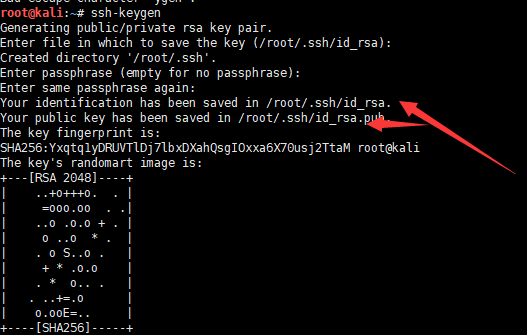 root@kali:~# ssh-keygen
Generating public/private rsa key pair.
Enter file in which to save the key (/root/.ssh/id_rsa):
Created directory '/root/.ssh'.
Enter passphrase (empty for no passphrase):
Enter same passphrase again:
Your identification has been saved in /root/.ssh/id_rsa.
Your public key has been saved in /root/.ssh/id_rsa.pub.
The key fingerprint is:
SHA256:Yxqtq1yDRUVTlDj7lbxDXahQsgIOxxa6X70usj2TtaM root@kali
The key's randomart image is:
+---[RSA 2048]----+
|    ..+o+++o.  . |
|     =ooo.oo  . .|
|    ..o .o.o + . |
|     o ..o  * .  |
|    . o S..o .   |
|     + * .o.o    |
|    . *  o.. .   |
|   . ..+=.o      |
|    o.ooE=..     |
+----[SHA256]-----+